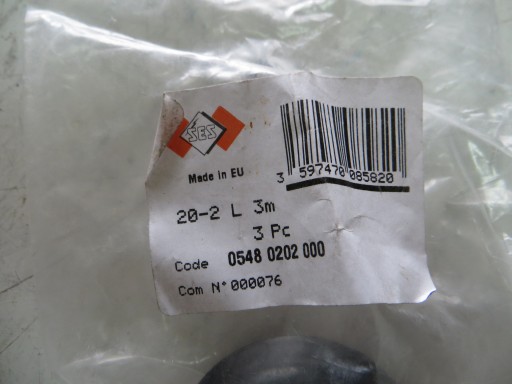 SES
Made in EU
3 597470 085820
20-2 L 3m
3 Pc
Code 0548 0202 000
Com N° 000076